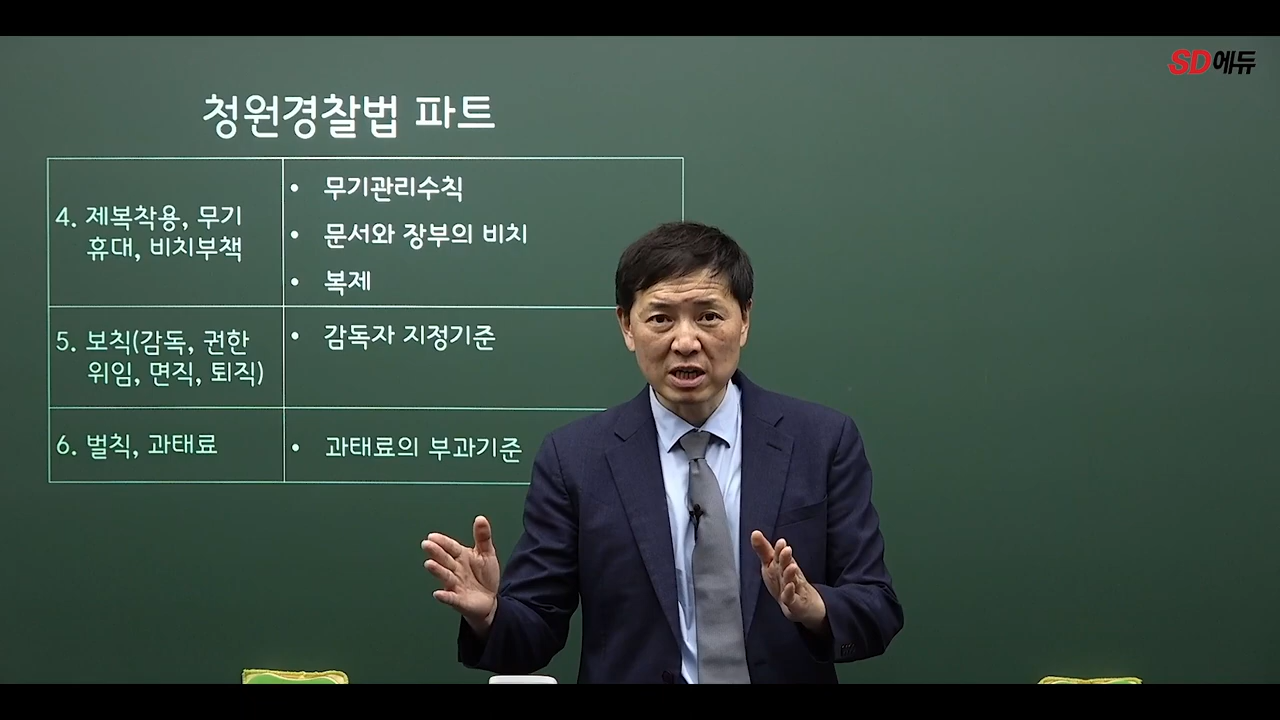 SD에듀
청원경찰법 파트
4. 제복착용, 무기
휴대, 비치부책
• 무기관리수칙
• 문서와 장부의 비치
• 복제
5. 보칙(감독, 권한
위임, 면직, 퇴직)
• 감독자 지정기준
6. 벌칙, 과태료
• 과태료의 부과기준